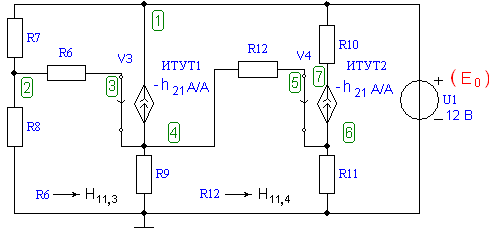 1
R7
R6
V3
ИТУТ1
R12
V4
R10
ИТУТ2
+ (E0)
2
3
- h21 A/A
5
7
- h21 A/A
U1
12 В
R8
4
6
R9
R11
R6 → H11,3
R12 → H11,4